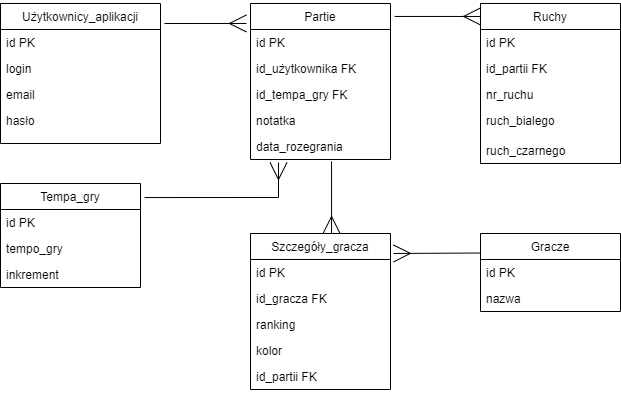 Użytkownicy_aplikacji
id PK
login
email
hasło
Partie
id PK
id_użytkownika FK
id_tempa_gry FK
notatka
data_rozegrania
Ruchy
id PK
id_partii FK
nr_ruchu
ruch_bialego
ruch_czarnego
Tempa_gry
id PK
tempo_gry
inkrement
Szczegóły_gracza
id PK
id_gracza FK
ranking
kolor
id_partii FK
Gracze
id PK
nazwa